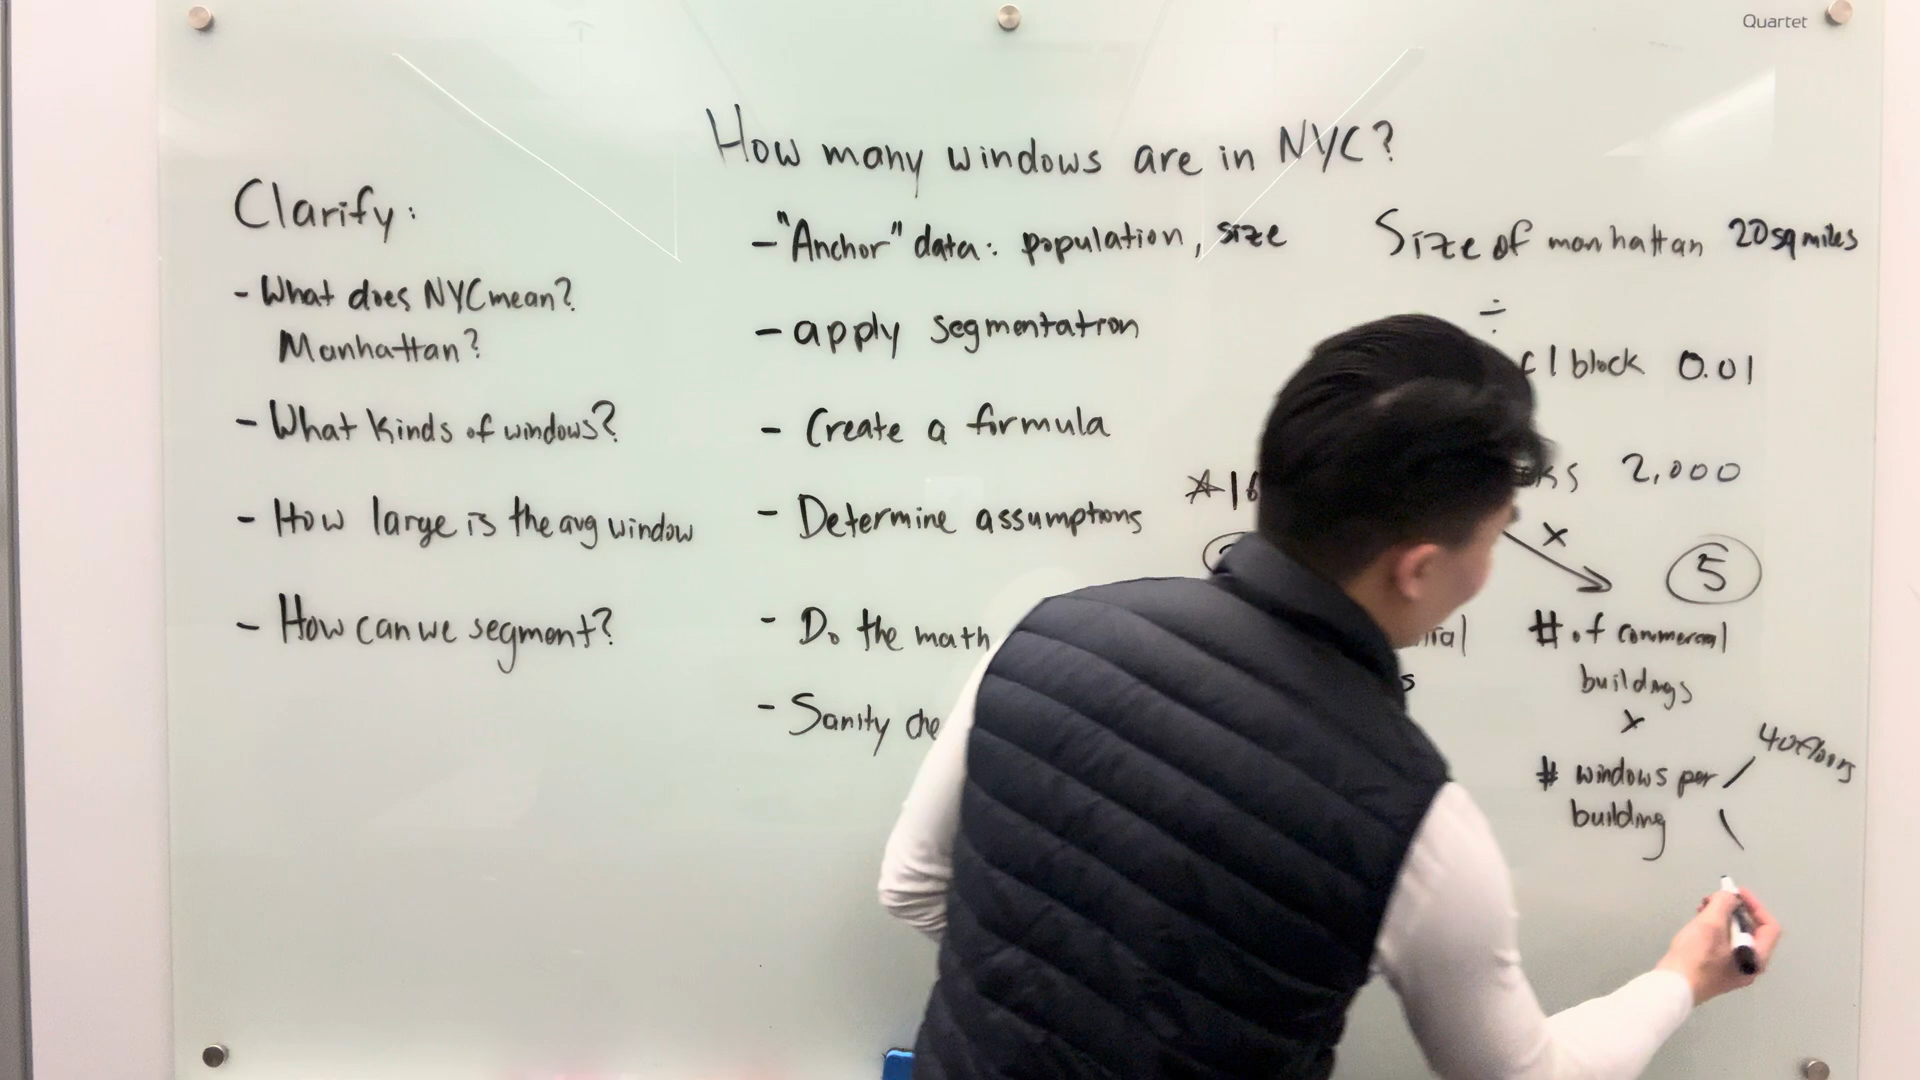 Quartet
How many windows are in NYC?
Clarify:
- What does NYC mean?
Manhattan?
- What kinds of windows?
- How large is the avg window
- How can we segment?
- "Anchor" data: population, size
- apply segmentation
- Create a formula
- Determine assumptions
- Do the math
- Sanity che
Size of manhattan 20 sq miles
÷
1 block 0.01
2,000
x
5
# of commercial
buildings
x
# windows per
building
40 floors